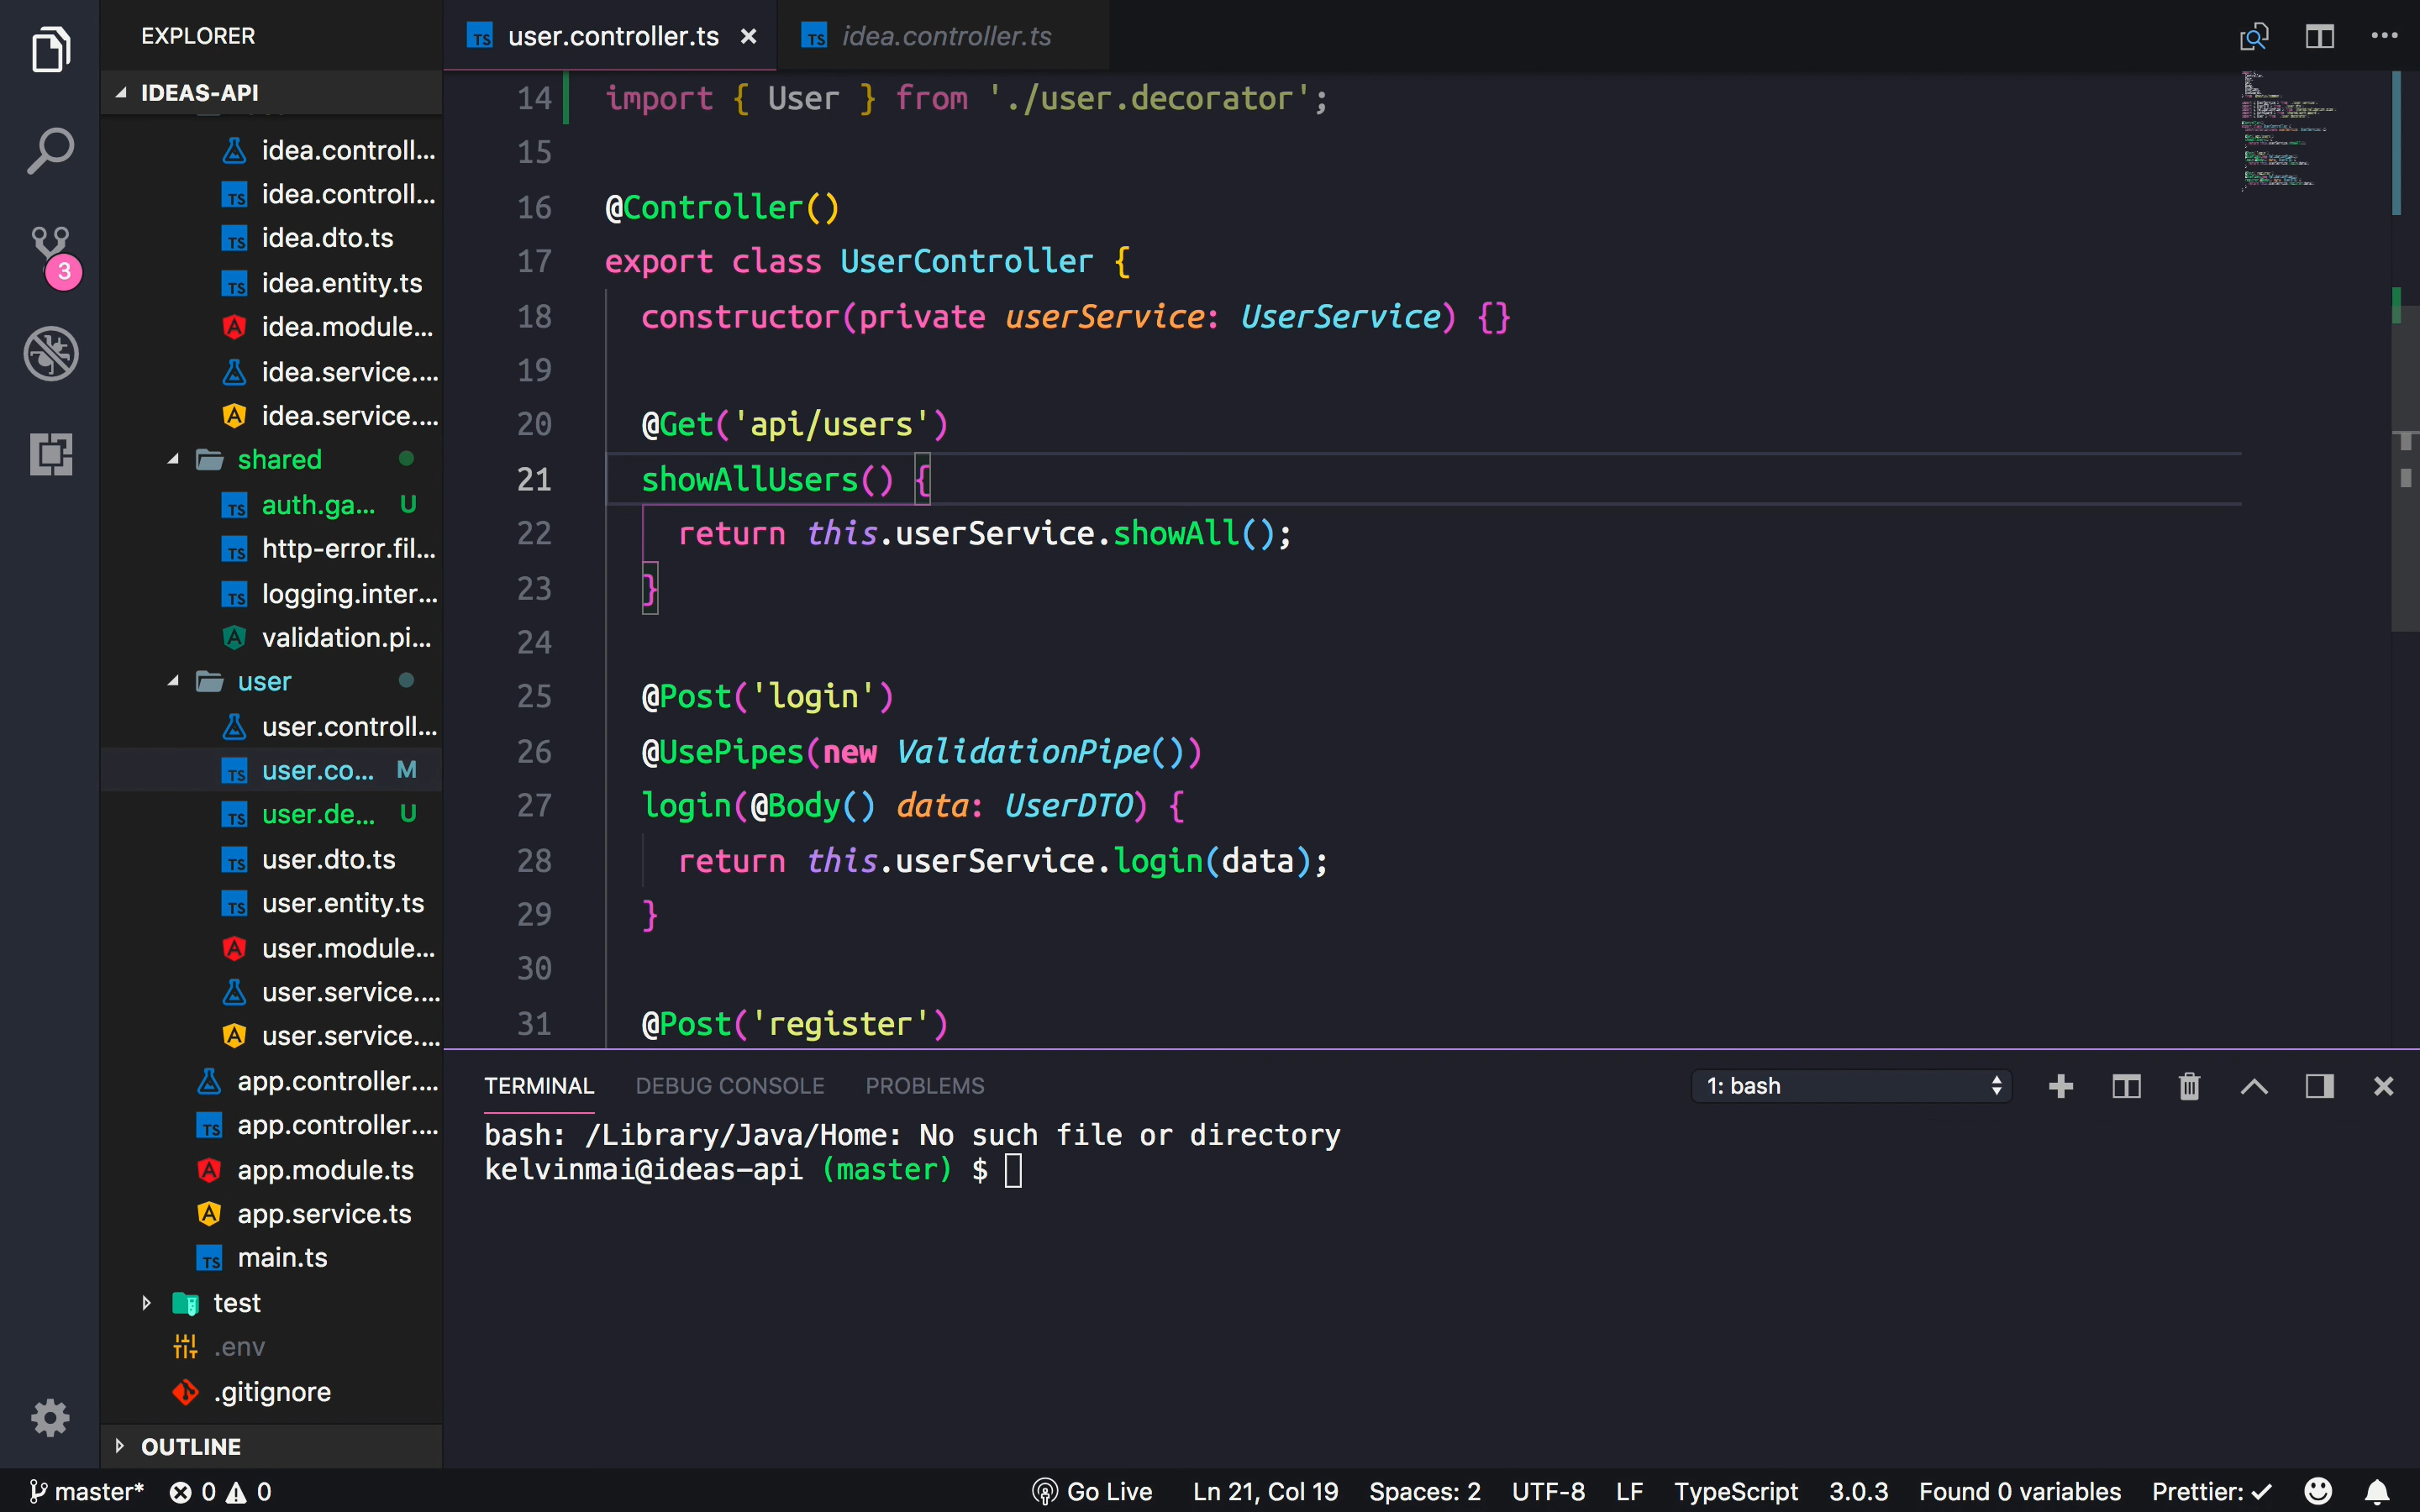 EXPLORER
IDEAS-API
idea.controll...
idea.controll...
idea.dto.ts
idea.entity.ts
idea.module...
idea.service....
idea.service....
shared
auth.ga... U
http-error.fil...
logging.inter...
validation.pi...
user
user.controll...
user.co... M
user.de... U
user.dto.ts
user.entity.ts
user.module...
user.service....
user.service....
app.controller....
app.controller....
app.module.ts
app.service.ts
main.ts
test
.env
.gitignore
OUTLINE
3
TS user.controller.ts ×
TS idea.controller.ts
14 import { User } from './user.decorator';
15
16 @Controller()
17 export class UserController {
18 constructor(private userService: UserService) {}
19
20 @Get('api/users')
21 showAllUsers() {
22 return this.userService.showAll();
23 }
24
25 @Post('login')
26 @UsePipes(new ValidationPipe())
27 login(@Body() data: UserDTO) {
28 return this.userService.login(data);
29 }
30
31 @Post('register')
TERMINAL DEBUG CONSOLE PROBLEMS 1: bash
bash: /Library/Java/Home: No such file or directory
kelvinmai@ideas-api (master) $
master* 0 0 Go Live Ln 21, Col 19 Spaces: 2 UTF-8 LF TypeScript 3.0.3 Found 0 variables Prettier: ✓